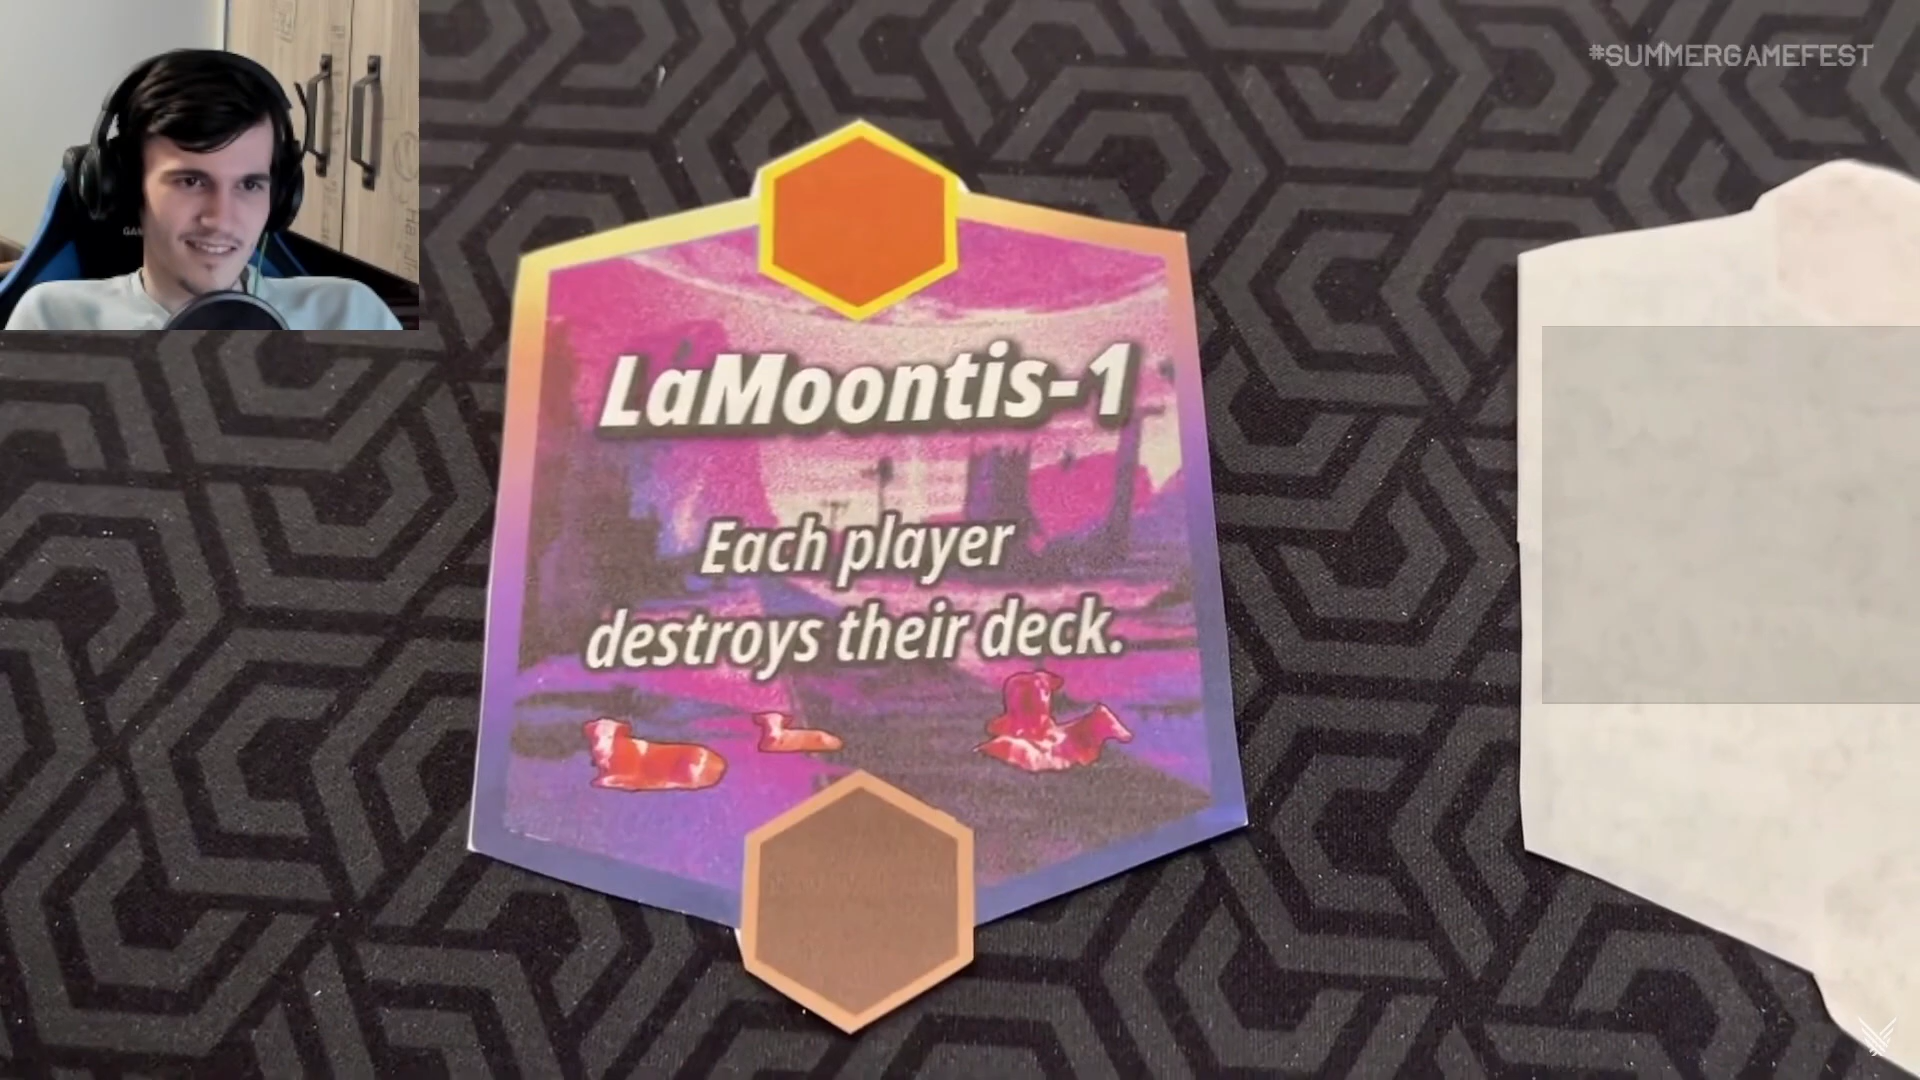 #SUMMERGAMEFEST
LaMoontis-1
Each player
destroys their deck.